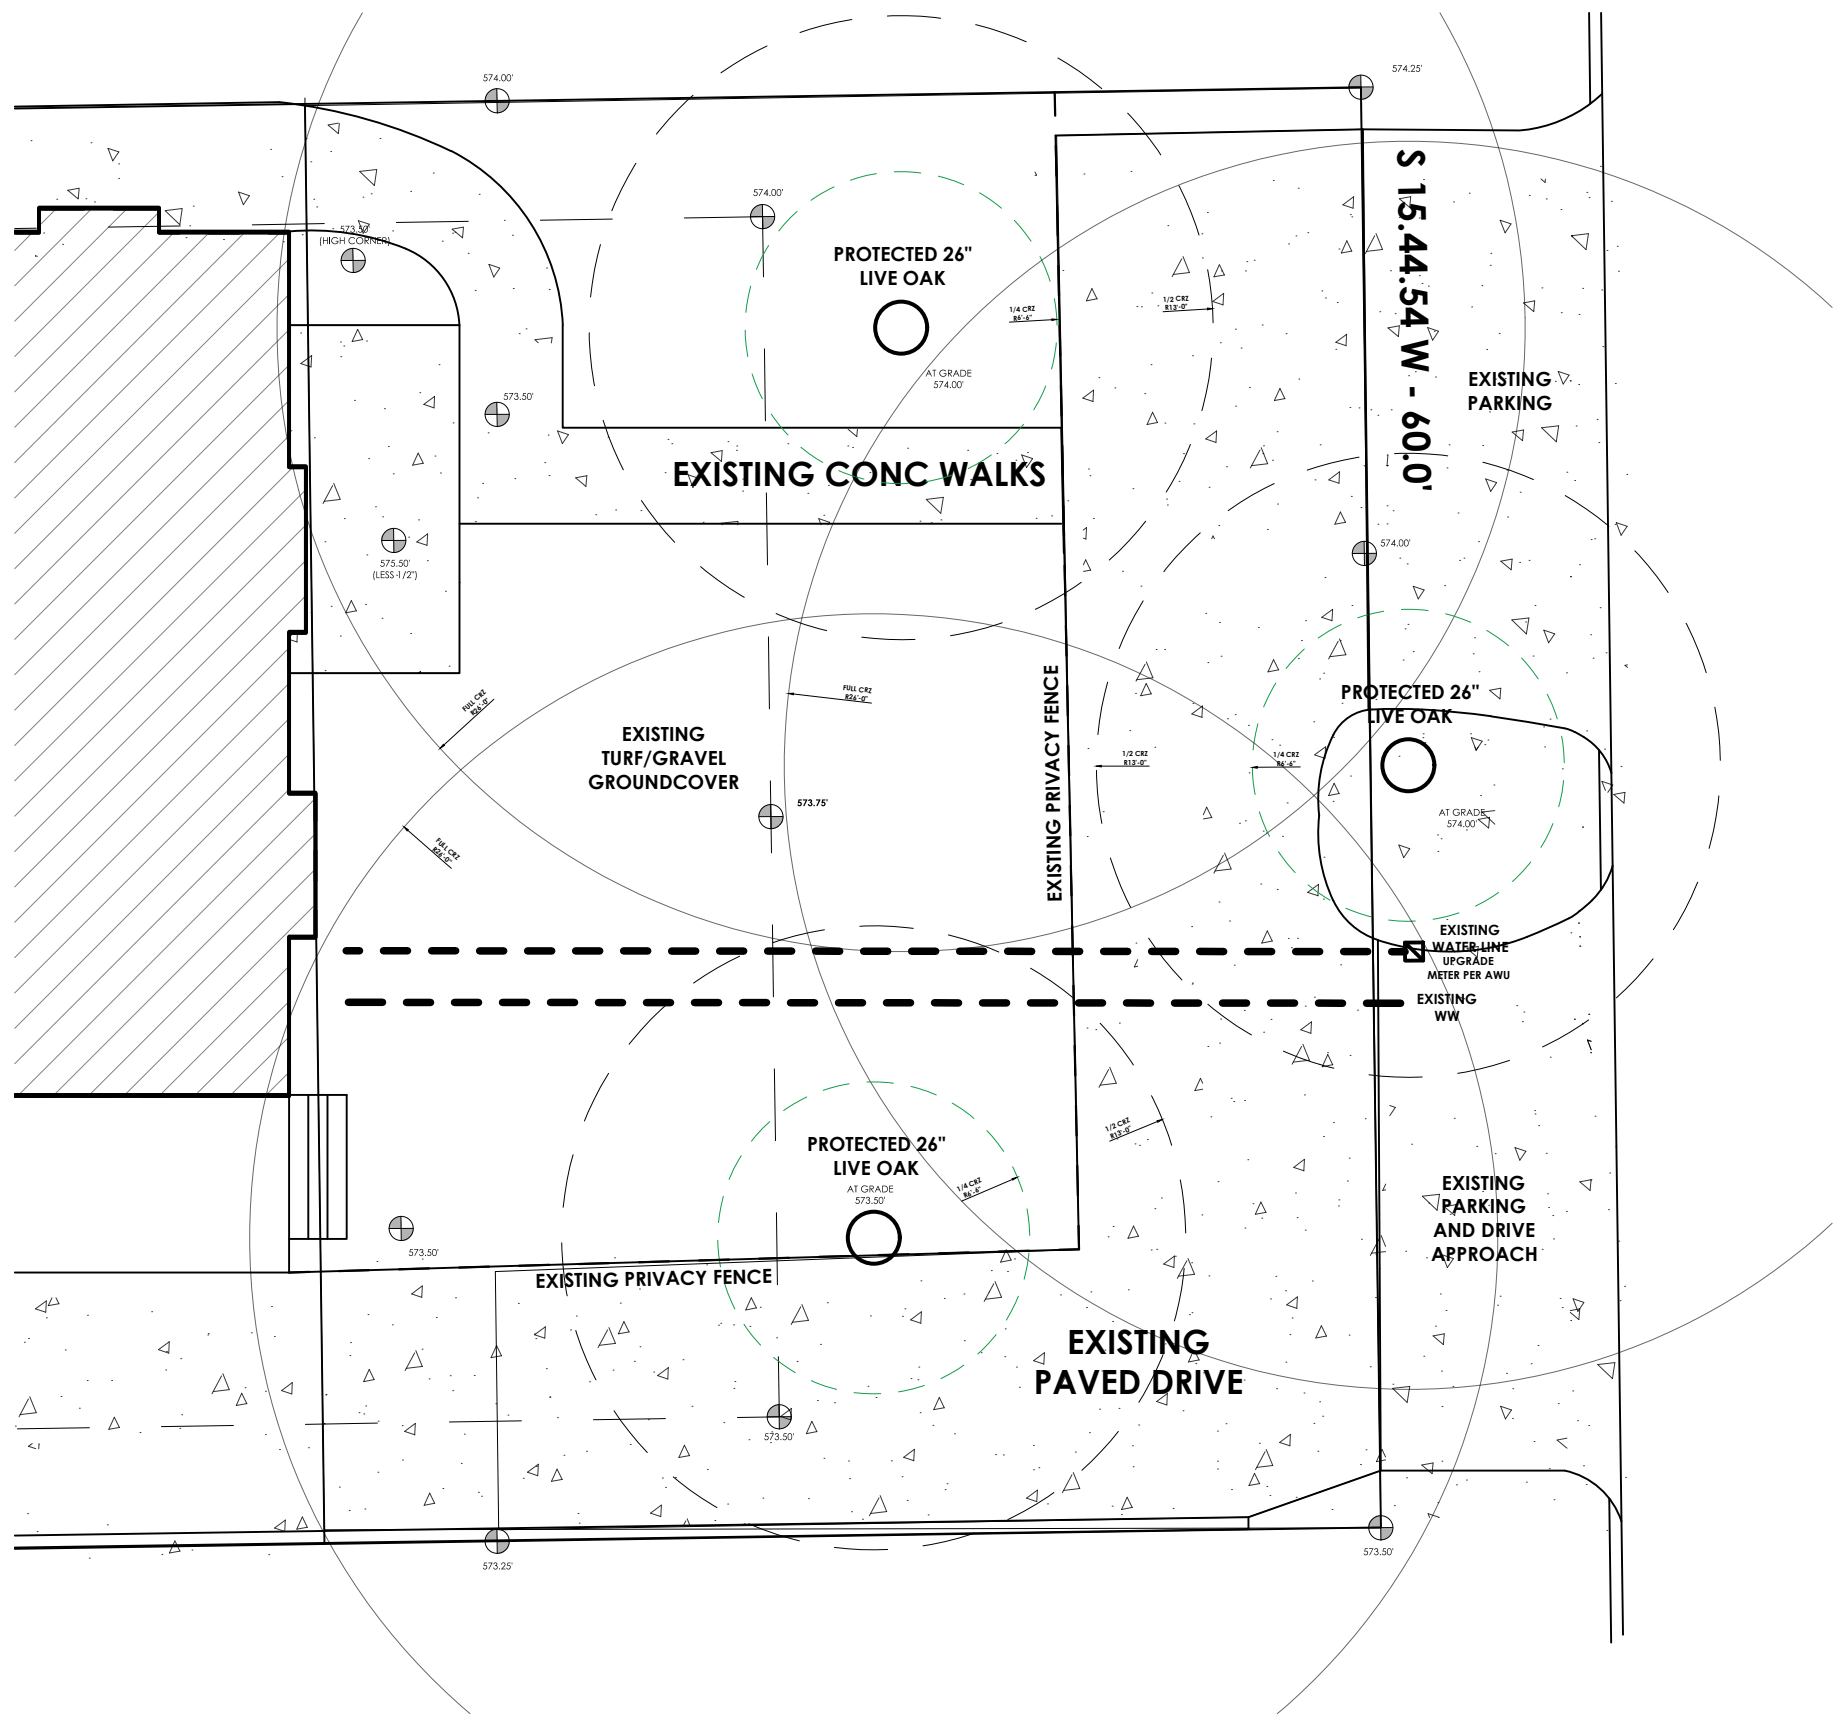 574.00'
574.25'
S 15.44.54 W - 60.0'
574.00'
573.50'
(HIGH CORNER)
PROTECTED 26"
LIVE OAK
1/4 CRZ
R6'-6"
1/2 CRZ
R13'-0"
AT GRADE
574.00'
EXISTING
PARKING
573.50'
EXISTING CONC WALKS
575.50'
(LESS -1/2")
574.00'
FULL CRZ
R26'-0"
FULL CRZ
R26'-0"
EXISTING PRIVACY FENCE
PROTECTED 26"
LIVE OAK
EXISTING
TURF/GRAVEL
GROUNDCOVER
1/2 CRZ
R13'-0"
1/4 CRZ
R6'-6"
573.75'
AT GRADE
574.00'
FULL CRZ
R26'-0"
EXISTING
WATER LINE
UPGRADE
METER PER AWU
EXISTING
WW
1/2 CRZ
R13'-0"
PROTECTED 26"
LIVE OAK
AT GRADE
573.50'
1/4 CRZ
R6'-6"
EXISTING
PARKING
AND DRIVE
APPROACH
573.50'
EXISTING PRIVACY FENCE
EXISTING
PAVED DRIVE
573.50'
573.25'
573.50'